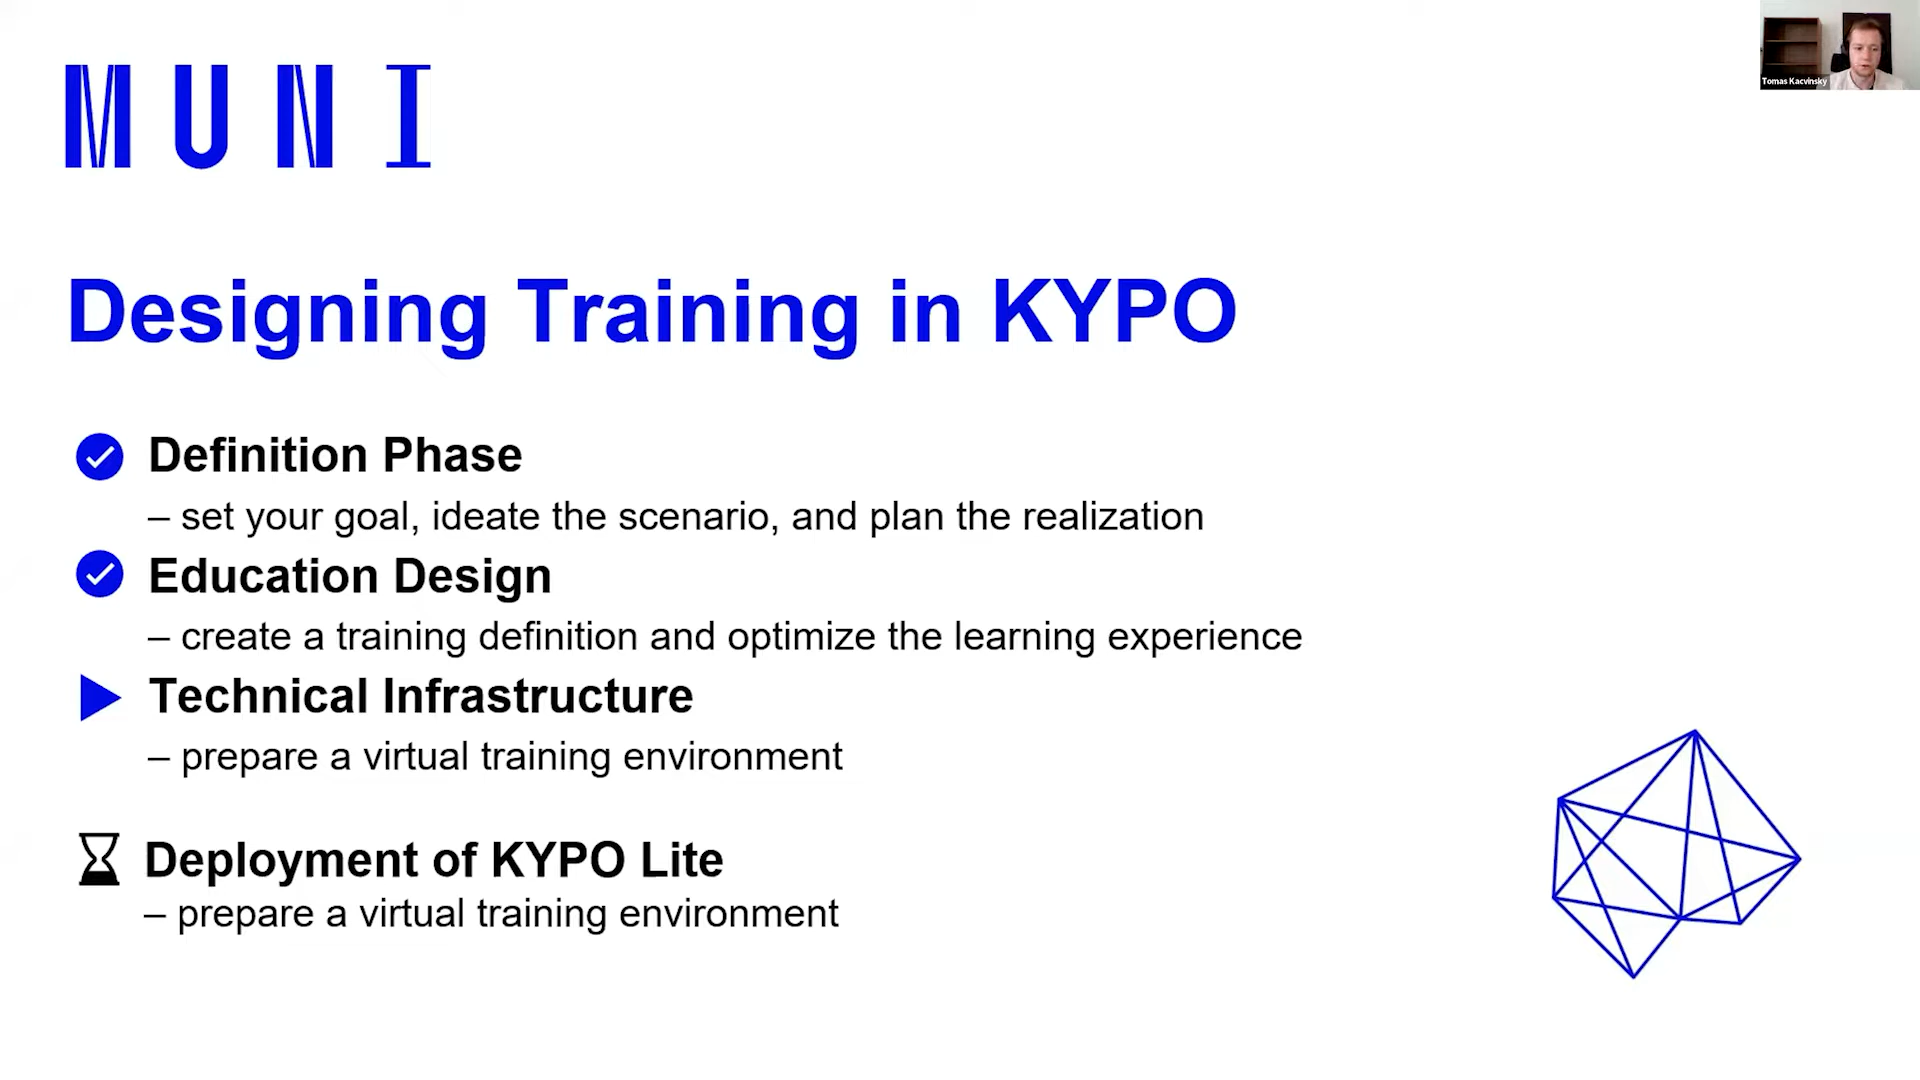 MUNI
Tomas Kacvinsky
Designing Training in KYPO
Definition Phase
– set your goal, ideate the scenario, and plan the realization
Education Design
– create a training definition and optimize the learning experience
Technical Infrastructure
– prepare a virtual training environment
Deployment of KYPO Lite
– prepare a virtual training environment